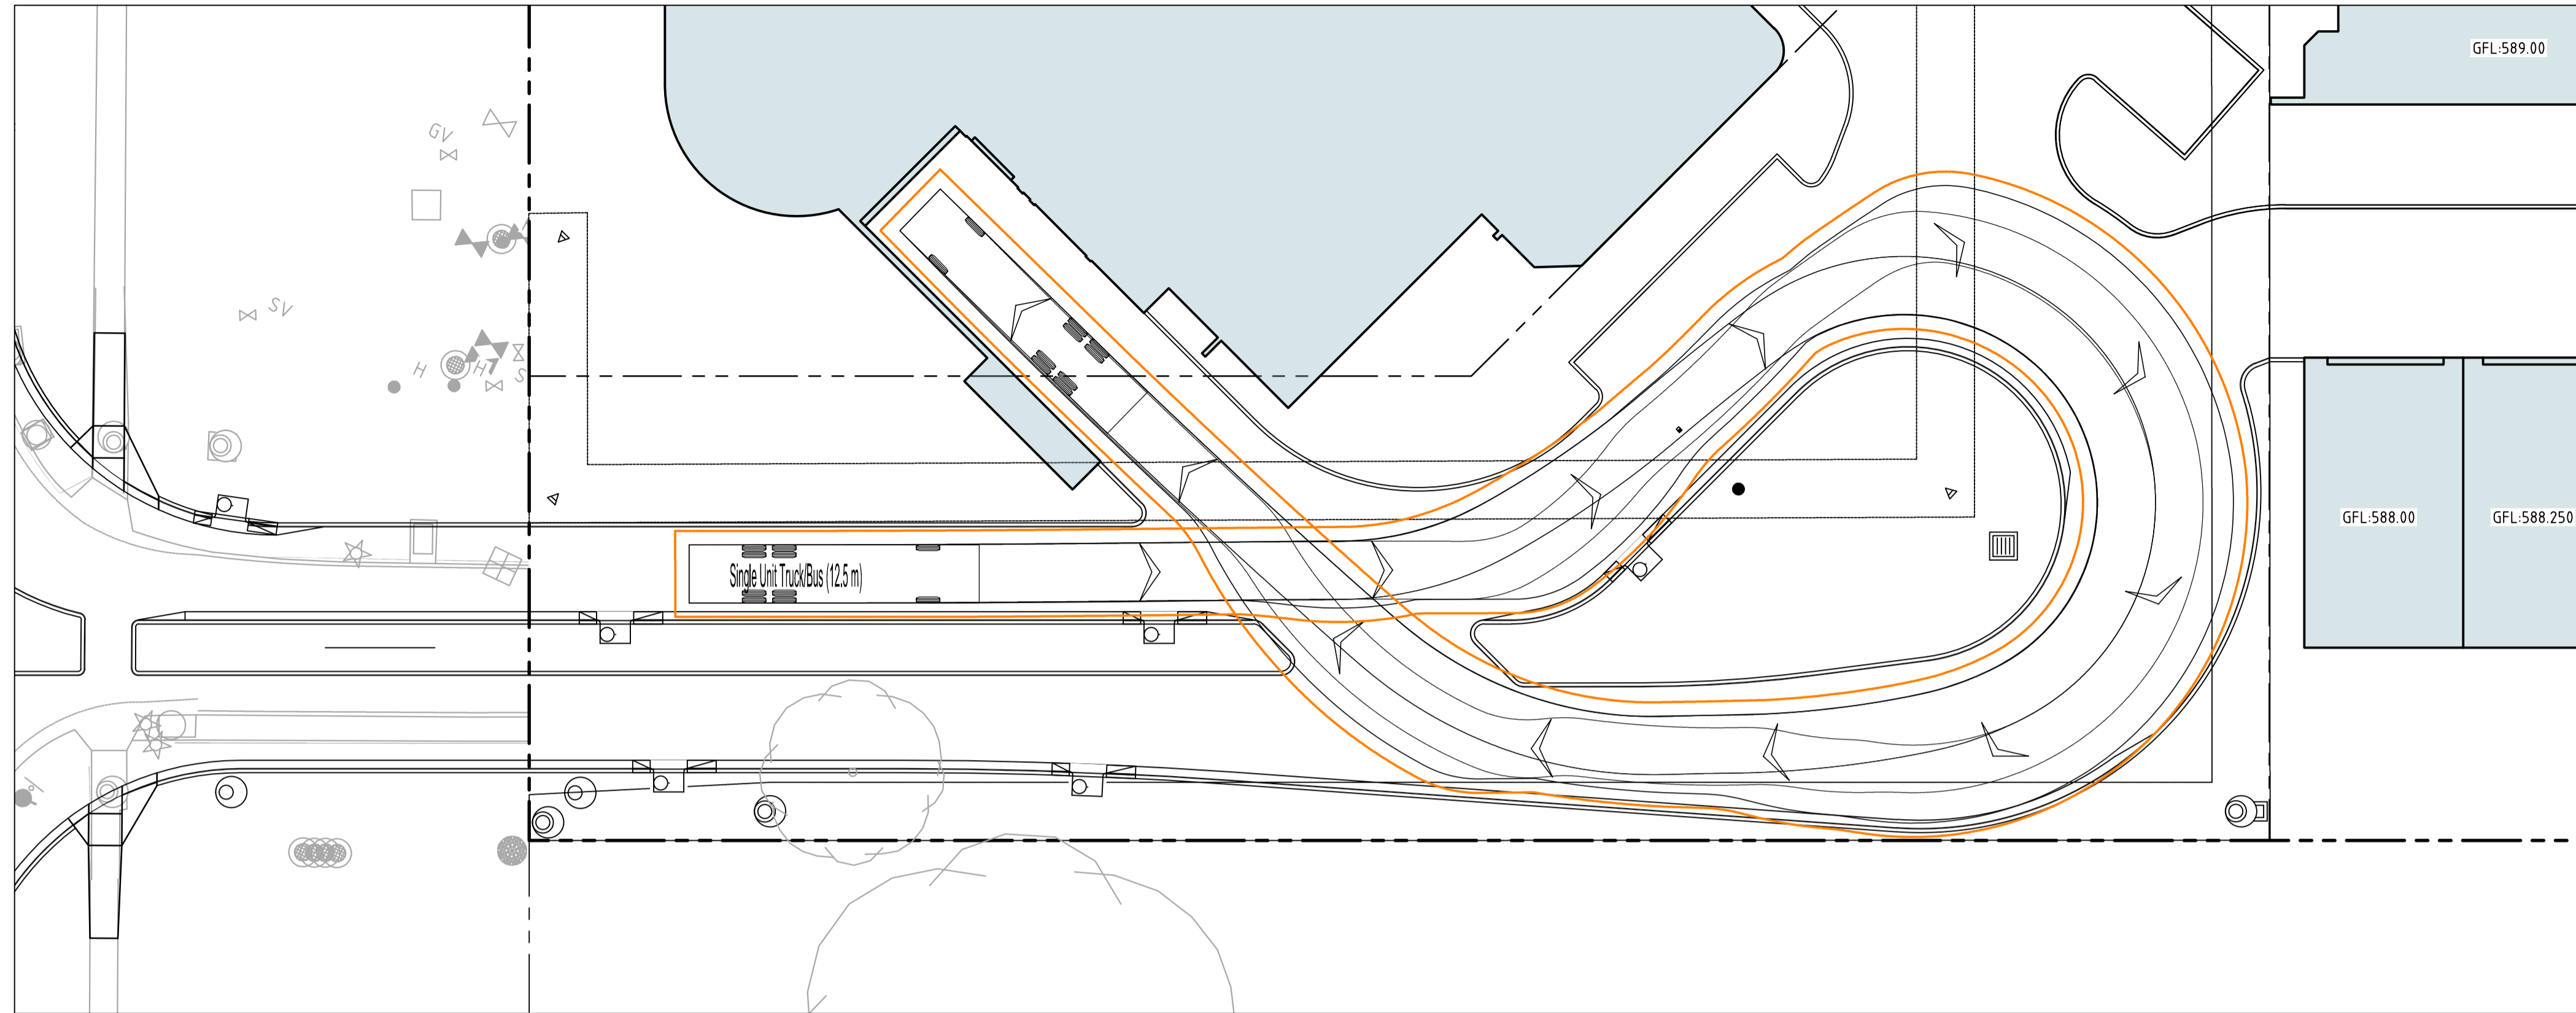 GFL:589.00
GV
SV
H
H
S
GFL:588.00
GFL:588.250
Single Unit Truck/Bus (12.5 m)